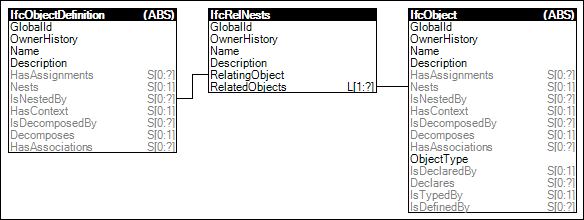 IfcObjectDefinition (ABS)
GlobalId
OwnerHistory
Name
Description
HasAssignments S[0:?]
Nests S[0:1]
IsNestedBy S[0:?]
HasContext S[0:1]
IsDecomposedBy S[0:?]
Decomposes S[0:1]
HasAssociations S[0:?]
IfcRelNests
GlobalId
OwnerHistory
Name
Description
RelatingObject
RelatedObjects L[1:?]
IfcObject (ABS)
GlobalId
OwnerHistory
Name
Description
HasAssignments S[0:?]
Nests S[0:1]
IsNestedBy S[0:?]
HasContext S[0:1]
IsDecomposedBy S[0:?]
Decomposes S[0:1]
HasAssociations S[0:?]
ObjectType
IsDeclaredBy S[0:1]
Declares S[0:?]
IsTypedBy S[0:1]
IsDefinedBy S[0:?]